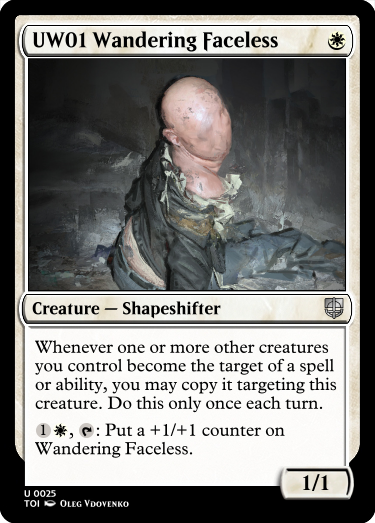 UW01 Wandering Faceless
Creature — Shapeshifter
Whenever one or more other creatures
you control become the target of a spell
or ability, you may copy it targeting this
creature. Do this only once each turn.
1 , : Put a +1/+1 counter on
Wandering Faceless.
1/1
U 0025
TOI Oleg Vdovenko